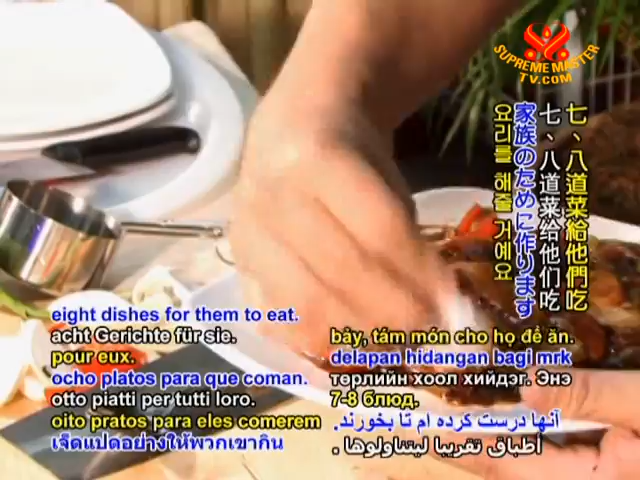 SUPREME MASTER
TV.COM
七、八道菜給他們吃
七、八道菜给他们吃
家族のために作ります
요리를 해줄 거예요
eight dishes for them to eat.
acht Gerichte für sie.
pour eux.
ocho platos para que coman.
otto piatti per tutti loro.
oito pratos para eles comerem
เจ็ดแปดอย่างให้พวกเขากิน
bảy, tám món cho họ để ăn.
delapan hidangan bagi mrk
төрлийн хоол хийдэг. Энэ
7-8 блюд.
آنها درست کرده ام تا بخورند.
أطباق تقريبا ليتناولوها .